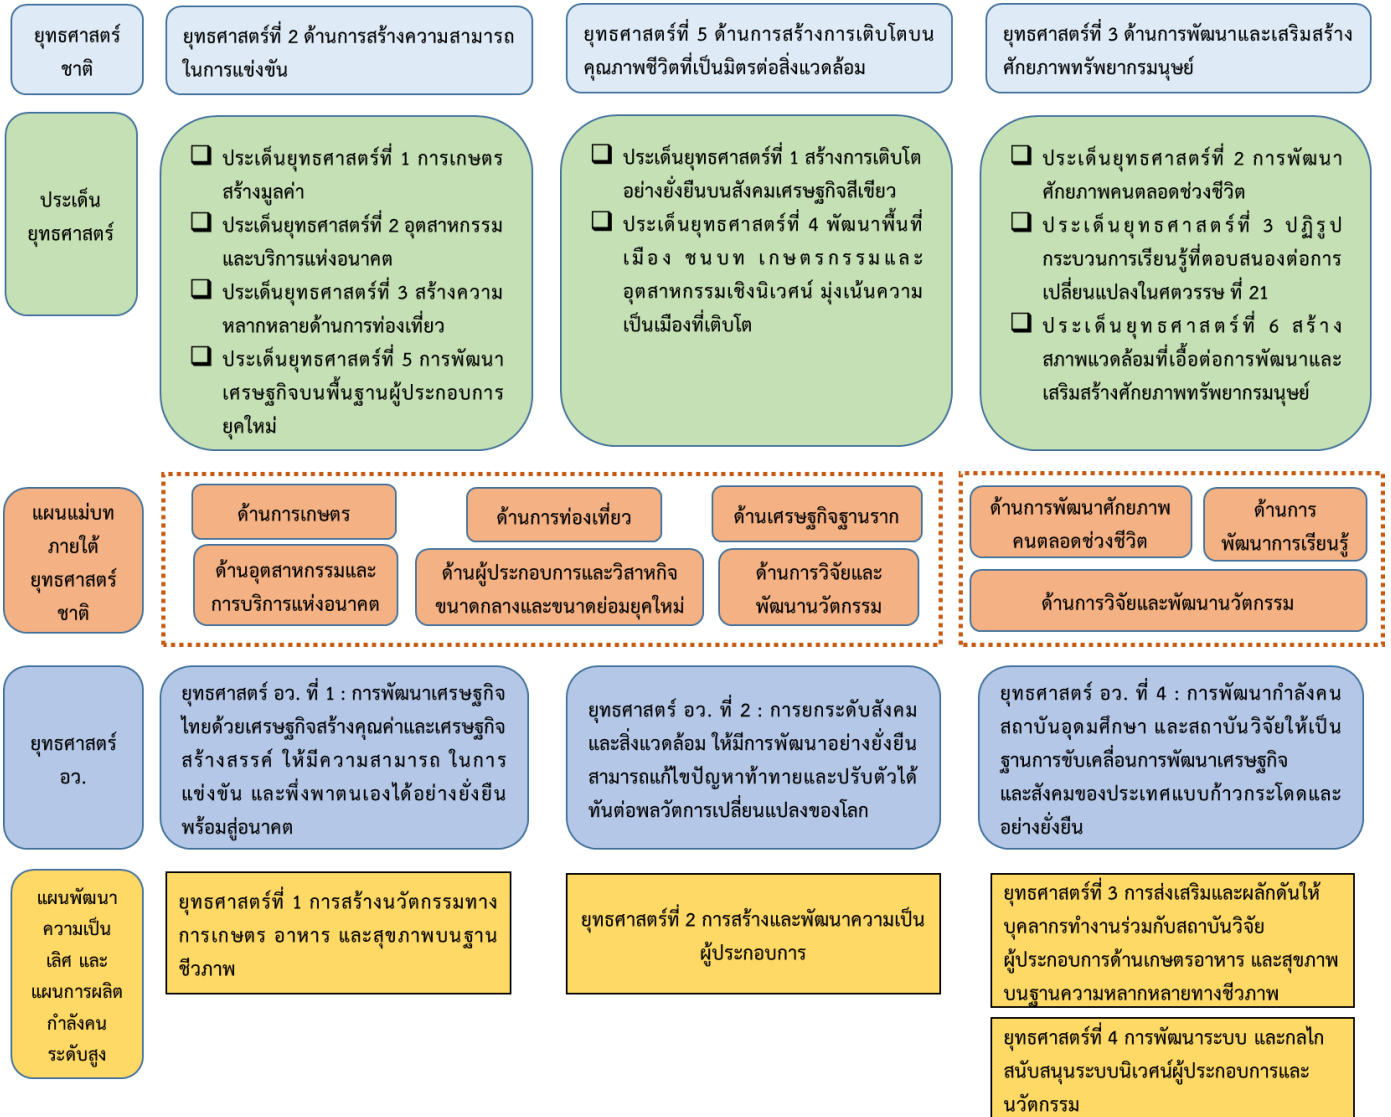 ยุทธศาสตร์
ชาติ
ยุทธศาสตร์ที่ 2 ด้านการสร้างความสามารถ
ในการแข่งขัน
ยุทธศาสตร์ที่ 5 ด้านการสร้างการเติบโตบน
คุณภาพชีวิตที่เป็นมิตรต่อสิ่งแวดล้อม
ยุทธศาสตร์ที่ 3 ด้านการพัฒนาและเสริมสร้าง
ศักยภาพทรัพยากรมนุษย์
ประเด็น
ยุทธศาสตร์
❑ ประเด็นยุทธศาสตร์ที่ 1 การเกษตร
สร้างมูลค่า
❑ ประเด็นยุทธศาสตร์ที่ 2 อุตสาหกรรม
และบริการแห่งอนาคต
❑ ประเด็นยุทธศาสตร์ที่ 3 สร้างความ
หลากหลายด้านการท่องเที่ยว
❑ ประเด็นยุทธศาสตร์ที่ 5 การพัฒนา
เศรษฐกิจบนพื้นฐานผู้ประกอบการ
ยุคใหม่
❑ ประเด็นยุทธศาสตร์ที่ 1 สร้างการเติบโต
อย่างยั่งยืนบนสังคมเศรษฐกิจสีเขียว
❑ ประเด็นยุทธศาสตร์ที่ 4 พัฒนาพื้นที่
เมือง ชนบท เกษตรกรรมและ
อุตสาหกรรมเชิงนิเวศน์ มุ่งเน้นความ
เป็นเมืองที่เติบโต
❑ ประเด็นยุทธศาสตร์ที่ 2 การพัฒนา
ศักยภาพคนตลอดช่วงชีวิต
❑ ประเด็นยุทธศาสตร์ที่ 3 ปฏิรูป
กระบวนการเรียนรู้ที่ตอบสนองต่อการ
เปลี่ยนแปลงในศตวรรษ ที่ 21
❑ ประเด็นยุทธศาสตร์ที่ 6 สร้าง
สภาพแวดล้อมที่เอื้อต่อการพัฒนาและ
เสริมสร้างศักยภาพทรัพยากรมนุษย์
แผนแม่บท
ภายใต้
ยุทธศาสตร์
ชาติ
ด้านการเกษตร
ด้านการท่องเที่ยว
ด้านเศรษฐกิจฐานราก
ด้านอุตสาหกรรมและ
การบริการแห่งอนาคต
ด้านผู้ประกอบการและวิสาหกิจ
ขนาดกลางและขนาดย่อมยุคใหม่
ด้านการวิจัยและ
พัฒนานวัตกรรม
ด้านการพัฒนาศักยภาพ
คนตลอดช่วงชีวิต
ด้านการ
พัฒนาการเรียนรู้
ด้านการวิจัยและพัฒนานวัตกรรม
ยุทธศาสตร์
อว.
ยุทธศาสตร์ อว. ที่ 1 : การพัฒนาเศรษฐกิจ
ไทยด้วยเศรษฐกิจสร้างคุณค่าและเศรษฐกิจ
สร้างสรรค์ ให้มีความสามารถ ในการ
แข่งขัน และพึ่งพาตนเองได้อย่างยั่งยืน
พร้อมสู่อนาคต
ยุทธศาสตร์ อว. ที่ 2 : การยกระดับสังคม
และสิ่งแวดล้อม ให้มีการพัฒนาอย่างยั่งยืน
สามารถแก้ไขปัญหาท้าทายและปรับตัวได้
ทันต่อพลวัตการเปลี่ยนแปลงของโลก
ยุทธศาสตร์ อว. ที่ 4 : การพัฒนากำลังคน
สถาบันอุดมศึกษา และสถาบันวิจัยให้เป็น
ฐานการขับเคลื่อนการพัฒนาเศรษฐกิจ
และสังคมของประเทศแบบก้าวกระโดดและ
อย่างยั่งยืน
แผนพัฒนา
ความเป็น
เลิศ และ
แผนการผลิต
กำลังคน
ระดับสูง
ยุทธศาสตร์ที่ 1 การสร้างนวัตกรรมทาง
การเกษตร อาหาร และสุขภาพบนฐาน
ชีวภาพ
ยุทธศาสตร์ที่ 2 การสร้างและพัฒนาความเป็น
ผู้ประกอบการ
ยุทธศาสตร์ที่ 3 การส่งเสริมและผลักดันให้
บุคลากรทำงานร่วมกับสถาบันวิจัย
ผู้ประกอบการด้านเกษตรอาหาร และสุขภาพ
บนฐานความหลากหลายทางชีวภาพ
ยุทธศาสตร์ที่ 4 การพัฒนาระบบ และกลไก
สนับสนุนระบบนิเวศน์ผู้ประกอบการและ
นวัตกรรม